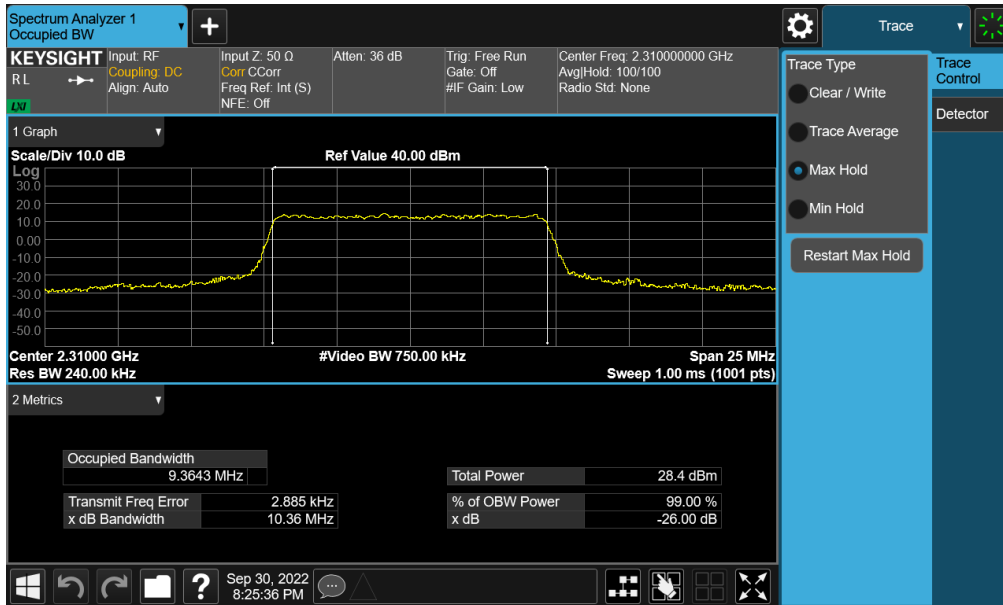 Spectrum Analyzer 1
Occupied BW
+
Trace
KEYSIGHT
R L
LXI
Input: RF
Coupling: DC
Align: Auto
Input Z: 50 Ω
Corr CCorr
Freq Ref: Int (S)
NFE: Off
Atten: 36 dB
Trig: Free Run
Gate: Off
#IF Gain: Low
Center Freq: 2.310000000 GHz
Avg|Hold: 100/100
Radio Std: None
Trace Type
Clear / Write
Trace Average
Max Hold
Min Hold
Restart Max Hold
Trace
Control
Detector
1 Graph
Scale/Div 10.0 dB
Ref Value 40.00 dBm
Log
30.0
20.0
10.0
0.00
-10.0
-20.0
-30.0
-40.0
-50.0
Center 2.31000 GHz
#Video BW 750.00 kHz
Span 25 MHz
Res BW 240.00 kHz
Sweep 1.00 ms (1001 pts)
2 Metrics
Occupied Bandwidth
9.3643 MHz
Total Power 28.4 dBm
Transmit Freq Error 2.885 kHz
% of OBW Power 99.00 %
x dB Bandwidth 10.36 MHz
x dB -26.00 dB
?
Sep 30, 2022
8:25:36 PM